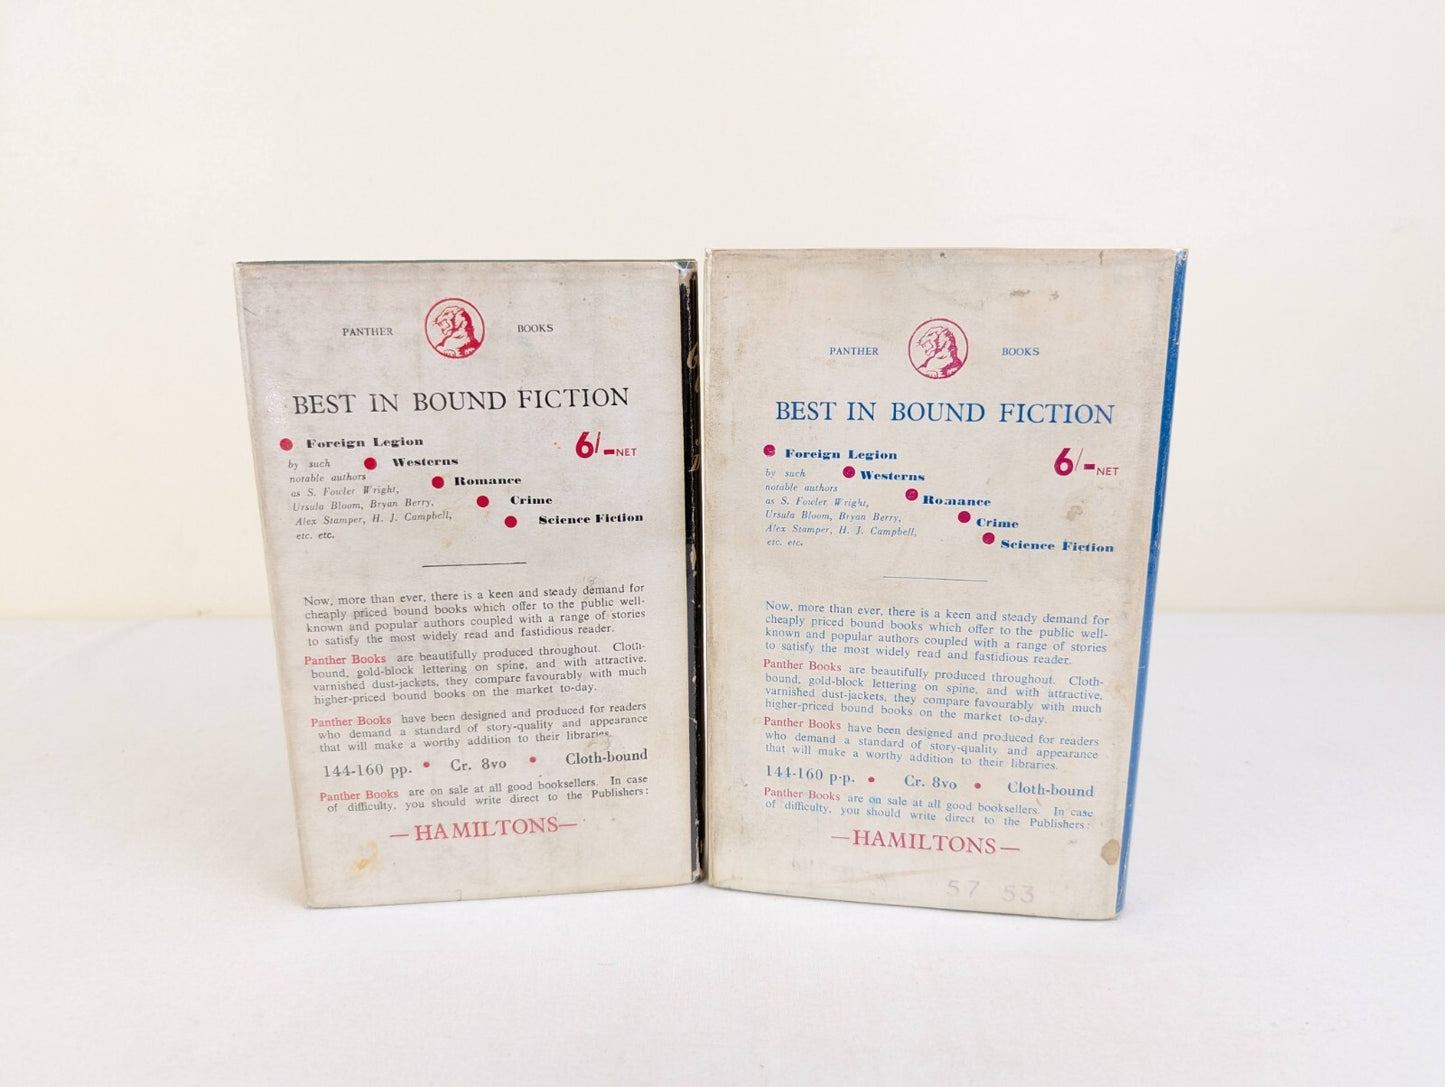 PANTHER BOOKS
BEST IN BOUND FICTION
Foreign Legion
6/- NET
by such
Westerns
notable authors
Romance
as S. Fowler Wright,
Ursula Bloom, Bryan Berry,
Crime
Alex Stamper, H. J. Campbell,
Science Fiction
etc. etc.
Now, more than ever, there is a keen and steady demand for
cheaply priced bound books which offer to the public well-
known and popular authors coupled with a range of stories
to satisfy the most widely read and fastidious reader.
Panther Books are beautifully produced throughout. Cloth-
bound, gold-block lettering on spine, and with attractive,
varnished dust-jackets, they compare favourably with much
higher-priced bound books on the market to-day.
Panther Books have been designed and produced for readers
who demand a standard of story-quality and appearance
that will make a worthy addition to their libraries.
144-160 pp. • Cr. 8vo • Cloth-bound
Panther Books are on sale at all good booksellers. In case
of difficulty, you should write direct to the Publishers:
—HAMILTONS—
PANTHER BOOKS
BEST IN BOUND FICTION
Foreign Legion
6/- NET
by such
Westerns
notable authors
Romance
as S. Fowler Wright,
Ursula Bloom, Bryan Berry,
Crime
Alex Stamper, H. J. Campbell,
Science Fiction
etc. etc.
Now, more than ever, there is a keen and steady demand for
cheaply priced bound books which offer to the public well-
known and popular authors coupled with a range of stories
to satisfy the most widely read and fastidious reader.
Panther Books are beautifully produced throughout. Cloth-
bound, gold-block lettering on spine, and with attractive,
varnished dust-jackets, they compare favourably with much
higher-priced bound books on the market to-day.
Panther Books have been designed and produced for readers
who demand a standard of story-quality and appearance
that will make a worthy addition to their libraries.
144-160 p.p. • Cr. 8vo • Cloth-bound
Panther Books are on sale at all good booksellers. In case
of difficulty, you should write direct to the Publishers:
—HAMILTONS—
57 53